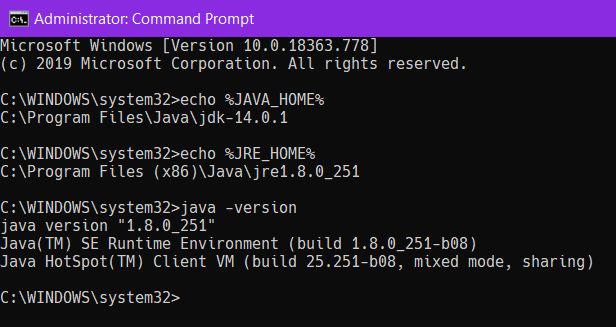 Administrator: Command Prompt
Microsoft Windows [Version 10.0.18363.778]
(c) 2019 Microsoft Corporation. All rights reserved.
C:\WINDOWS\system32>echo %JAVA_HOME%
C:\Program Files\Java\jdk-14.0.1
C:\WINDOWS\system32>echo %JRE_HOME%
C:\Program Files (x86)\Java\jre1.8.0_251
C:\WINDOWS\system32>java -version
java version "1.8.0_251"
Java(TM) SE Runtime Environment (build 1.8.0_251-b08)
Java HotSpot(TM) Client VM (build 25.251-b08, mixed mode, sharing)
C:\WINDOWS\system32>